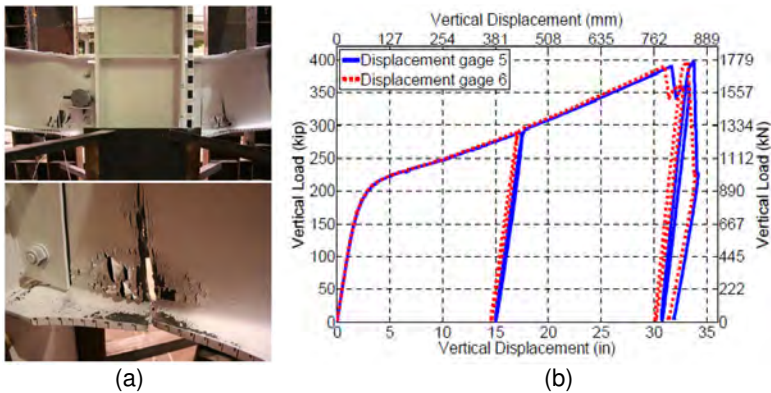 Vertical Displacement (mm)
0 127 254 381 508 635 762 889
Displacement gage 5
Displacement gage 6
Vertical Load (kip)
400
350
300
250
200
150
100
50
0
Vertical Load (kN)
1779
1557
1334
1112
890
667
445
222
0
0 5 10 15 20 25 30 35
Vertical Displacement (in)
(a) (b)